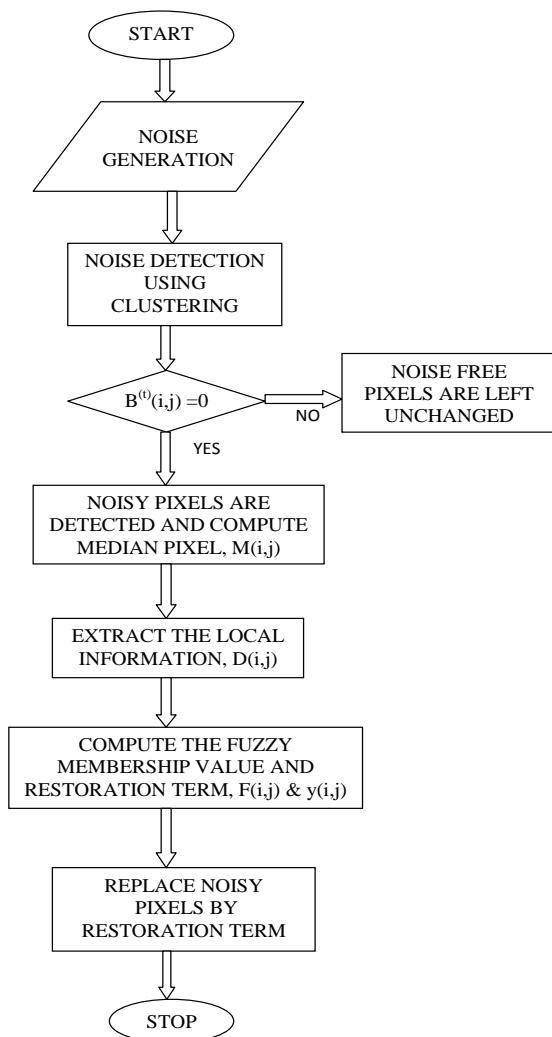 START
NOISE
GENERATION
NOISE DETECTION
USING
CLUSTERING
B⁽ᵗ⁾(i,j) =0
NO
NOISE FREE
PIXELS ARE LEFT
UNCHANGED
YES
NOISY PIXELS ARE
DETECTED AND COMPUTE
MEDIAN PIXEL, M(i,j)
EXTRACT THE LOCAL
INFORMATION, D(i,j)
COMPUTE THE FUZZY
MEMBERSHIP VALUE AND
RESTORATION TERM, F(i,j) & y(i,j)
REPLACE NOISY
PIXELS BY
RESTORATION TERM
STOP